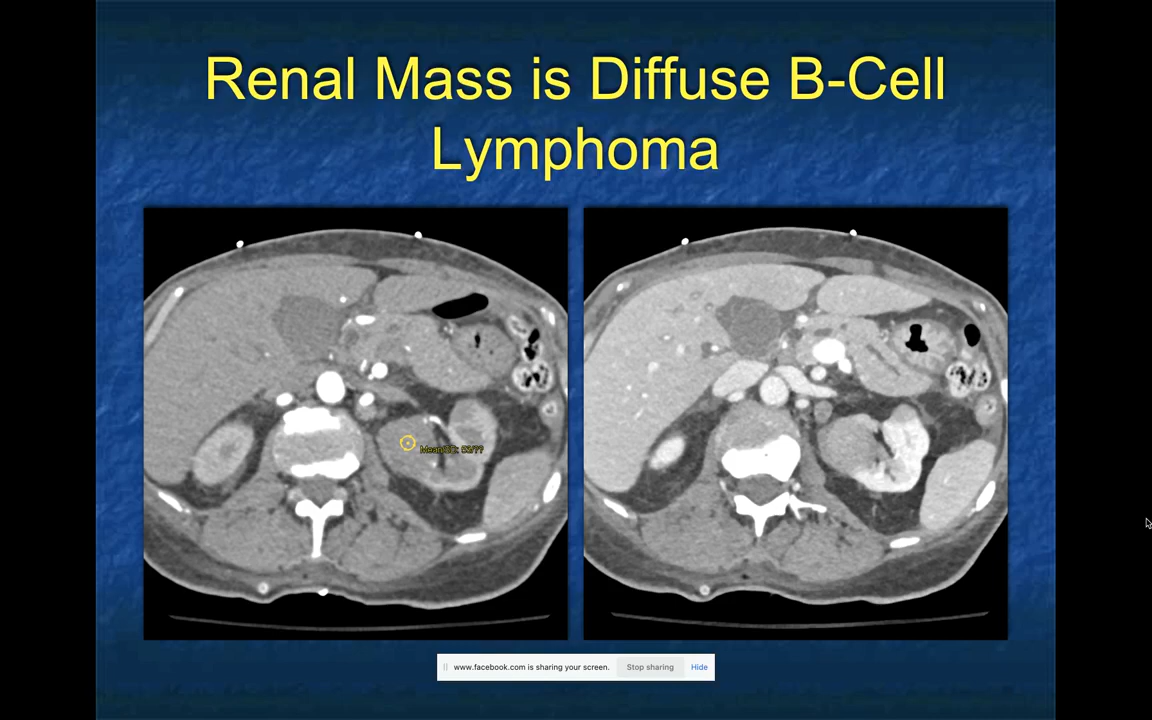 Renal Mass is Diffuse B-Cell
Lymphoma
www.facebook.com is sharing your screen.
Stop sharing
Hide